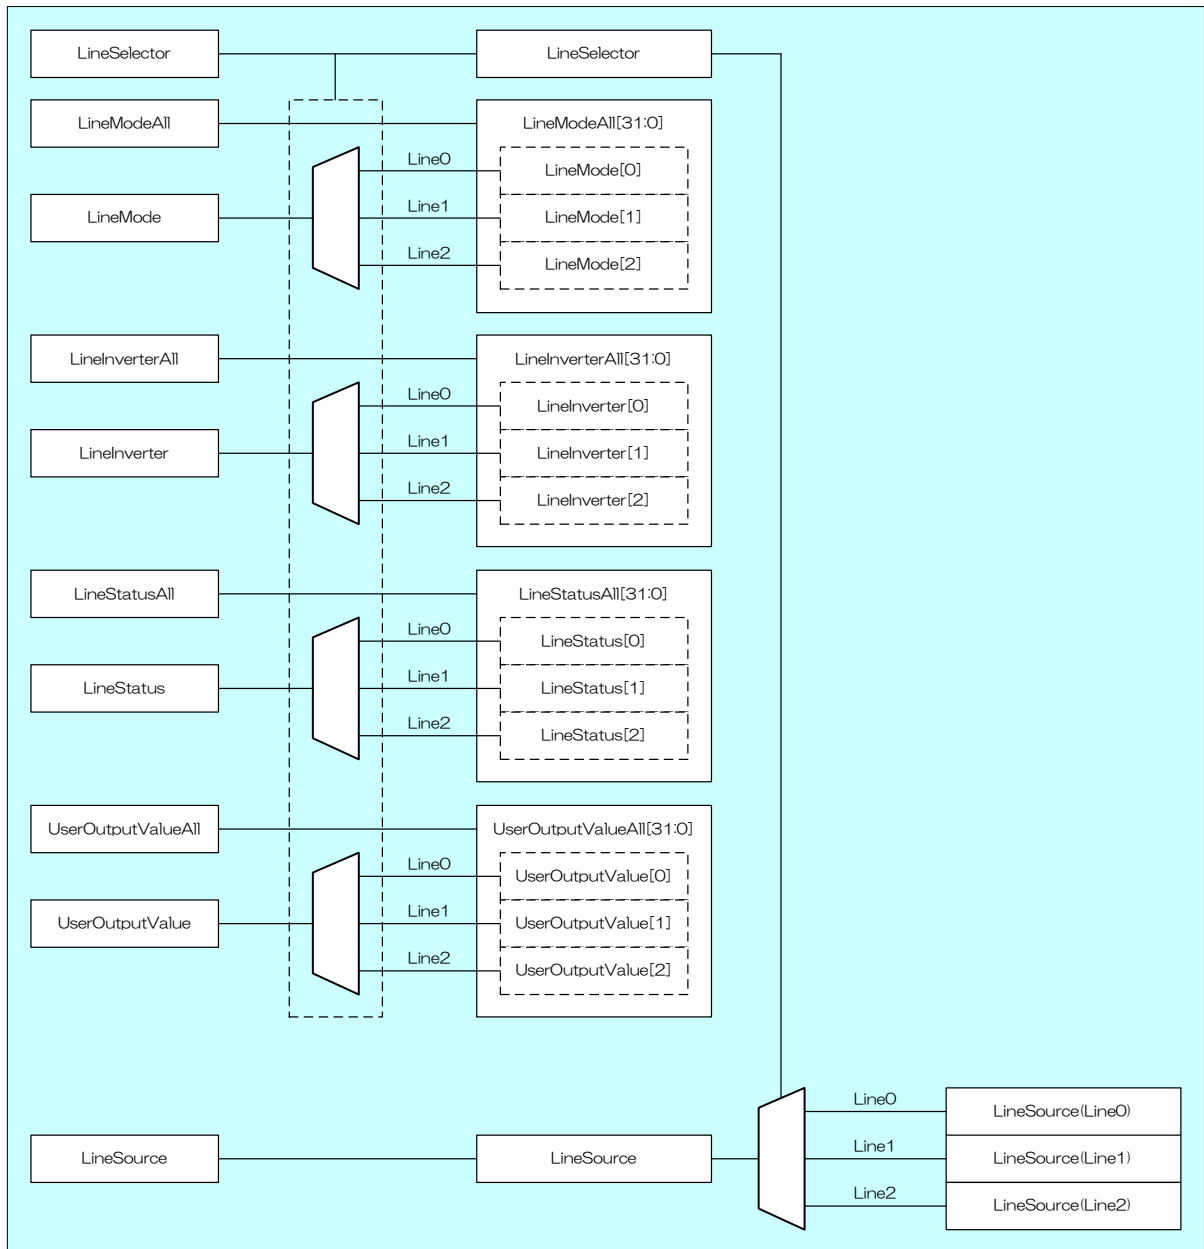 LineSelector
LineSelector
LineModeAll
LineModeAll[31:0]
Line0
LineMode[0]
LineMode
Line1
LineMode[1]
Line2
LineMode[2]
LineInverterAll
LineInverterAll[31:0]
Line0
LineInverter[0]
LineInverter
Line1
LineInverter[1]
Line2
LineInverter[2]
LineStatusAll
LineStatusAll[31:0]
Line0
LineStatus[0]
LineStatus
Line1
LineStatus[1]
Line2
LineStatus[2]
UserOutputValueAll
UserOutputValueAll[31:0]
Line0
UserOutputValue[0]
UserOutputValue
Line1
UserOutputValue[1]
Line2
UserOutputValue[2]
Line0
LineSource(Line0)
LineSource
LineSource
Line1
LineSource(Line1)
Line2
LineSource(Line2)